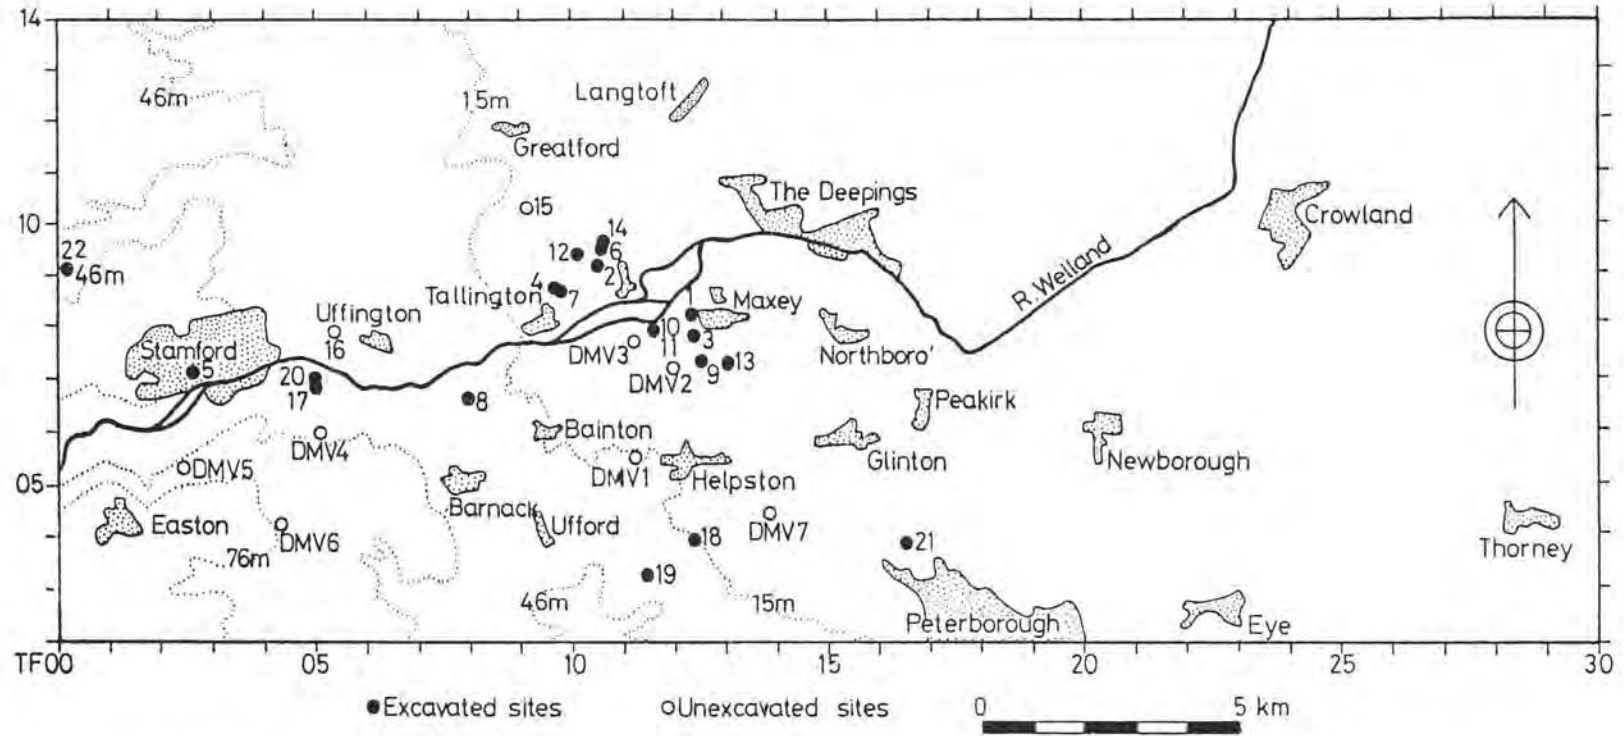 14
46m
15m
Langtoft
Greatford
The Deepings
15
10
14
Crowland
12
6
22
46m
2
R. Welland
4
7
Tallington
1
Maxey
Uffington
10
16
DMV3
11
3
Northboro'
Stamford
DMV2
9
13
5
20
17
8
Peakirk
Bainton
DMV4
DMV5
DMV1
Helpston
Glinton
Newborough
05
Barnack
Easton
Ufford
DMV6
DMV7
18
21
Thorney
76m
19
46m
15m
Peterborough
Eye
TF00
05
10
15
20
25
30
Excavated sites
Unexcavated sites
0
5 km